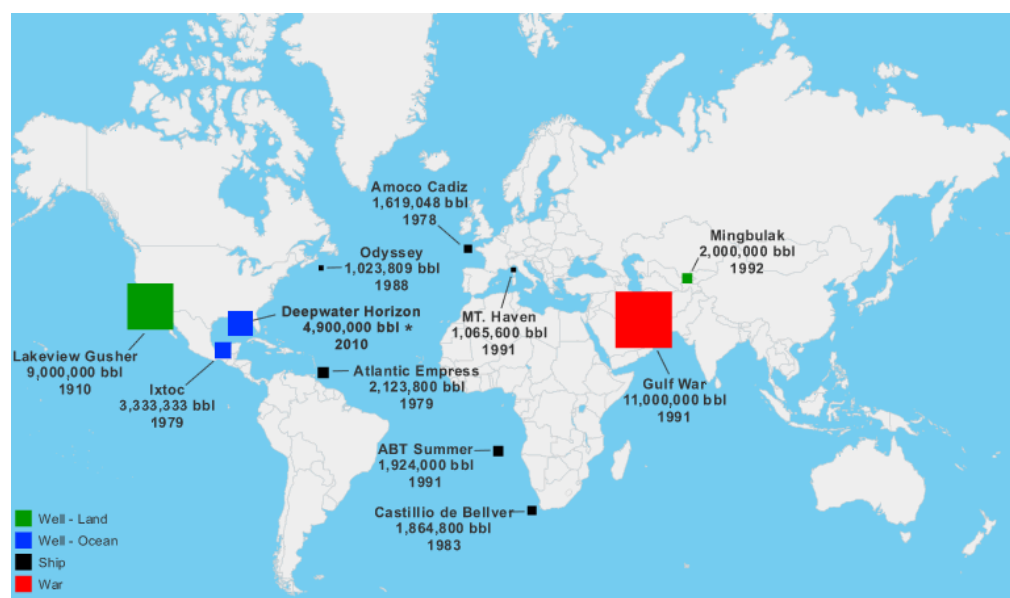 Amoco Cadiz
1,619,048 bbl
1978
Mingbulak
2,000,000 bbl
1992
Odyssey
1,023,809 bbl
1988
Deepwater Horizon
4,900,000 bbl *
2010
MT. Haven
1,065,600 bbl
1991
Lakeview Gusher
9,000,000 bbl
1910
Ixtoc
3,333,333 bbl
1979
Atlantic Empress
2,123,800 bbl
1979
Gulf War
11,000,000 bbl
1991
ABT Summer
1,924,000 bbl
1991
Castillio de Bellver
1,864,800 bbl
1983
Well - Land
Well - Ocean
Ship
War